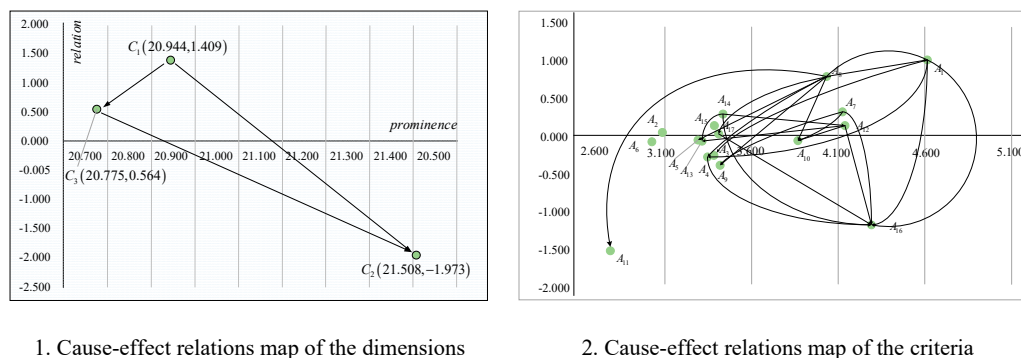 2.000
1.500
1.000
0.500
0.000
-0.005
-1.000
-1.500
-2.000
-2.500
relation
prominence
20.700 20.800 20.900 21.000 21.100 21.200 21.300 21.400 20.500
C₁(20.944,1.409)
C₃(20.775,0.564)
C₂(21.508,−1.973)
1.500
1.000
0.500
0.000
-0.500
-1.000
-1.500
-2.000
2.600 3.100 3.600 4.100 4.600 5.100
A₁
A₇
A₁₄
A₁₅
A₁₂
A₁₇
A₂
A₆
A₁₀
A₅
A₁₃
A₄
A₉
A₁₆
A₁₁
1. Cause-effect relations map of the dimensions
2. Cause-effect relations map of the criteria